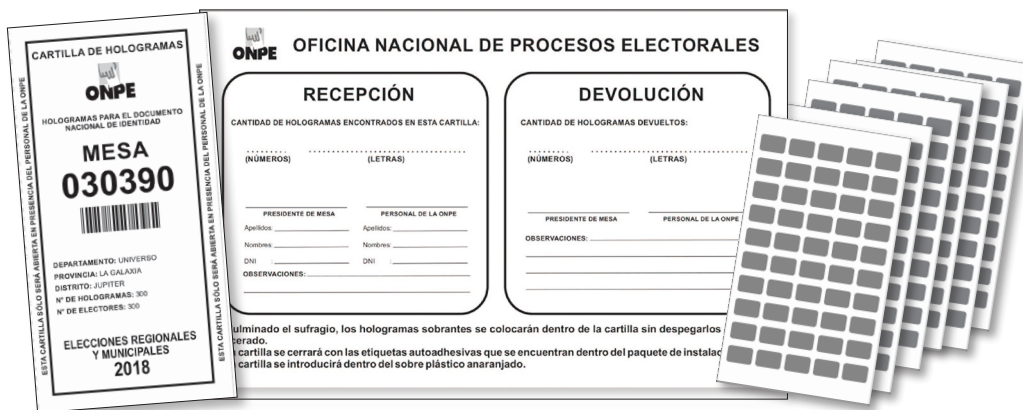 ESTA CARTILLA SÓLO SERÁ ABIERTA EN PRESENCIA DEL PERSONAL DE LA ONPE
CARTILLA DE HOLOGRAMAS
ONPE
HOLOGRAMAS PARA EL DOCUMENTO
NACIONAL DE IDENTIDAD
MESA
030390
DEPARTAMENTO: UNIVERSO
PROVINCIA: LA GALAXIA
DISTRITO: JUPITER
N° DE HOLOGRAMAS: 300
N° DE ELECTORES: 300
ELECCIONES REGIONALES
Y MUNICIPALES
2018
ESTA CARTILLA SÓLO SERÁ ABIERTA EN PRESENCIA DEL PERSONAL DE LA ONPE
ONPE
OFICINA NACIONAL DE PROCESOS ELECTORALES
RECEPCIÓN
CANTIDAD DE HOLOGRAMAS ENCONTRADOS EN ESTA CARTILLA:
(NÚMEROS) (LETRAS)
PRESIDENTE DE MESA PERSONAL DE LA ONPE
Apellidos: Apellidos:
Nombres: Nombres:
DNI : DNI :
OBSERVACIONES:
DEVOLUCIÓN
CANTIDAD DE HOLOGRAMAS DEVUELTOS:
(NÚMEROS) (LETRAS)
PRESIDENTE DE MESA PERSONAL DE LA ONPE
OBSERVACIONES:
ulminado el sufragio, los hologramas sobrantes se colocarán dentro de la cartilla sin despegarlos
cerado.
cartilla se cerrará con las etiquetas autoadhesivas que se encuentran dentro del paquete de instalac
cartilla se introducirá dentro del sobre plástico anaranjado.